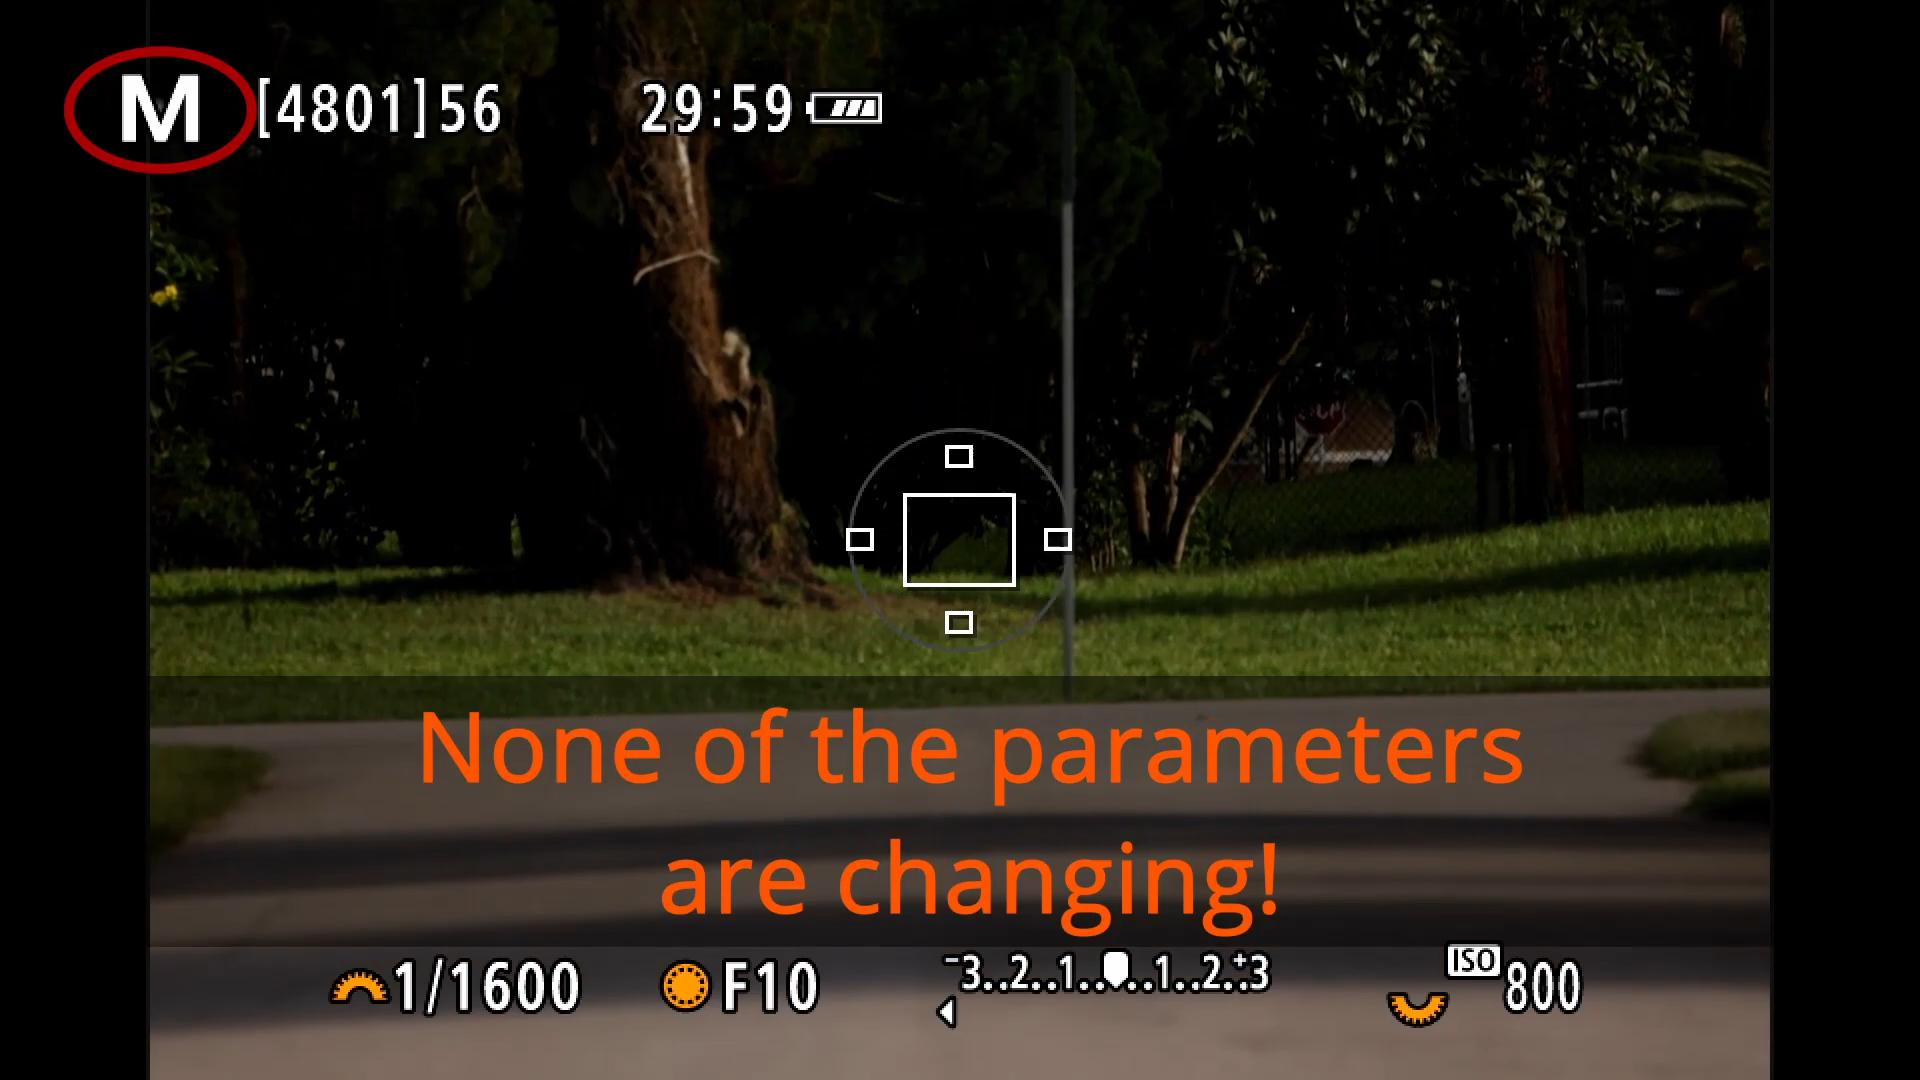 M [4801]56 29:59
None of the parameters
are changing!
1/1600 F10 -3..2..1.. ..1..2..+3 ISO 800